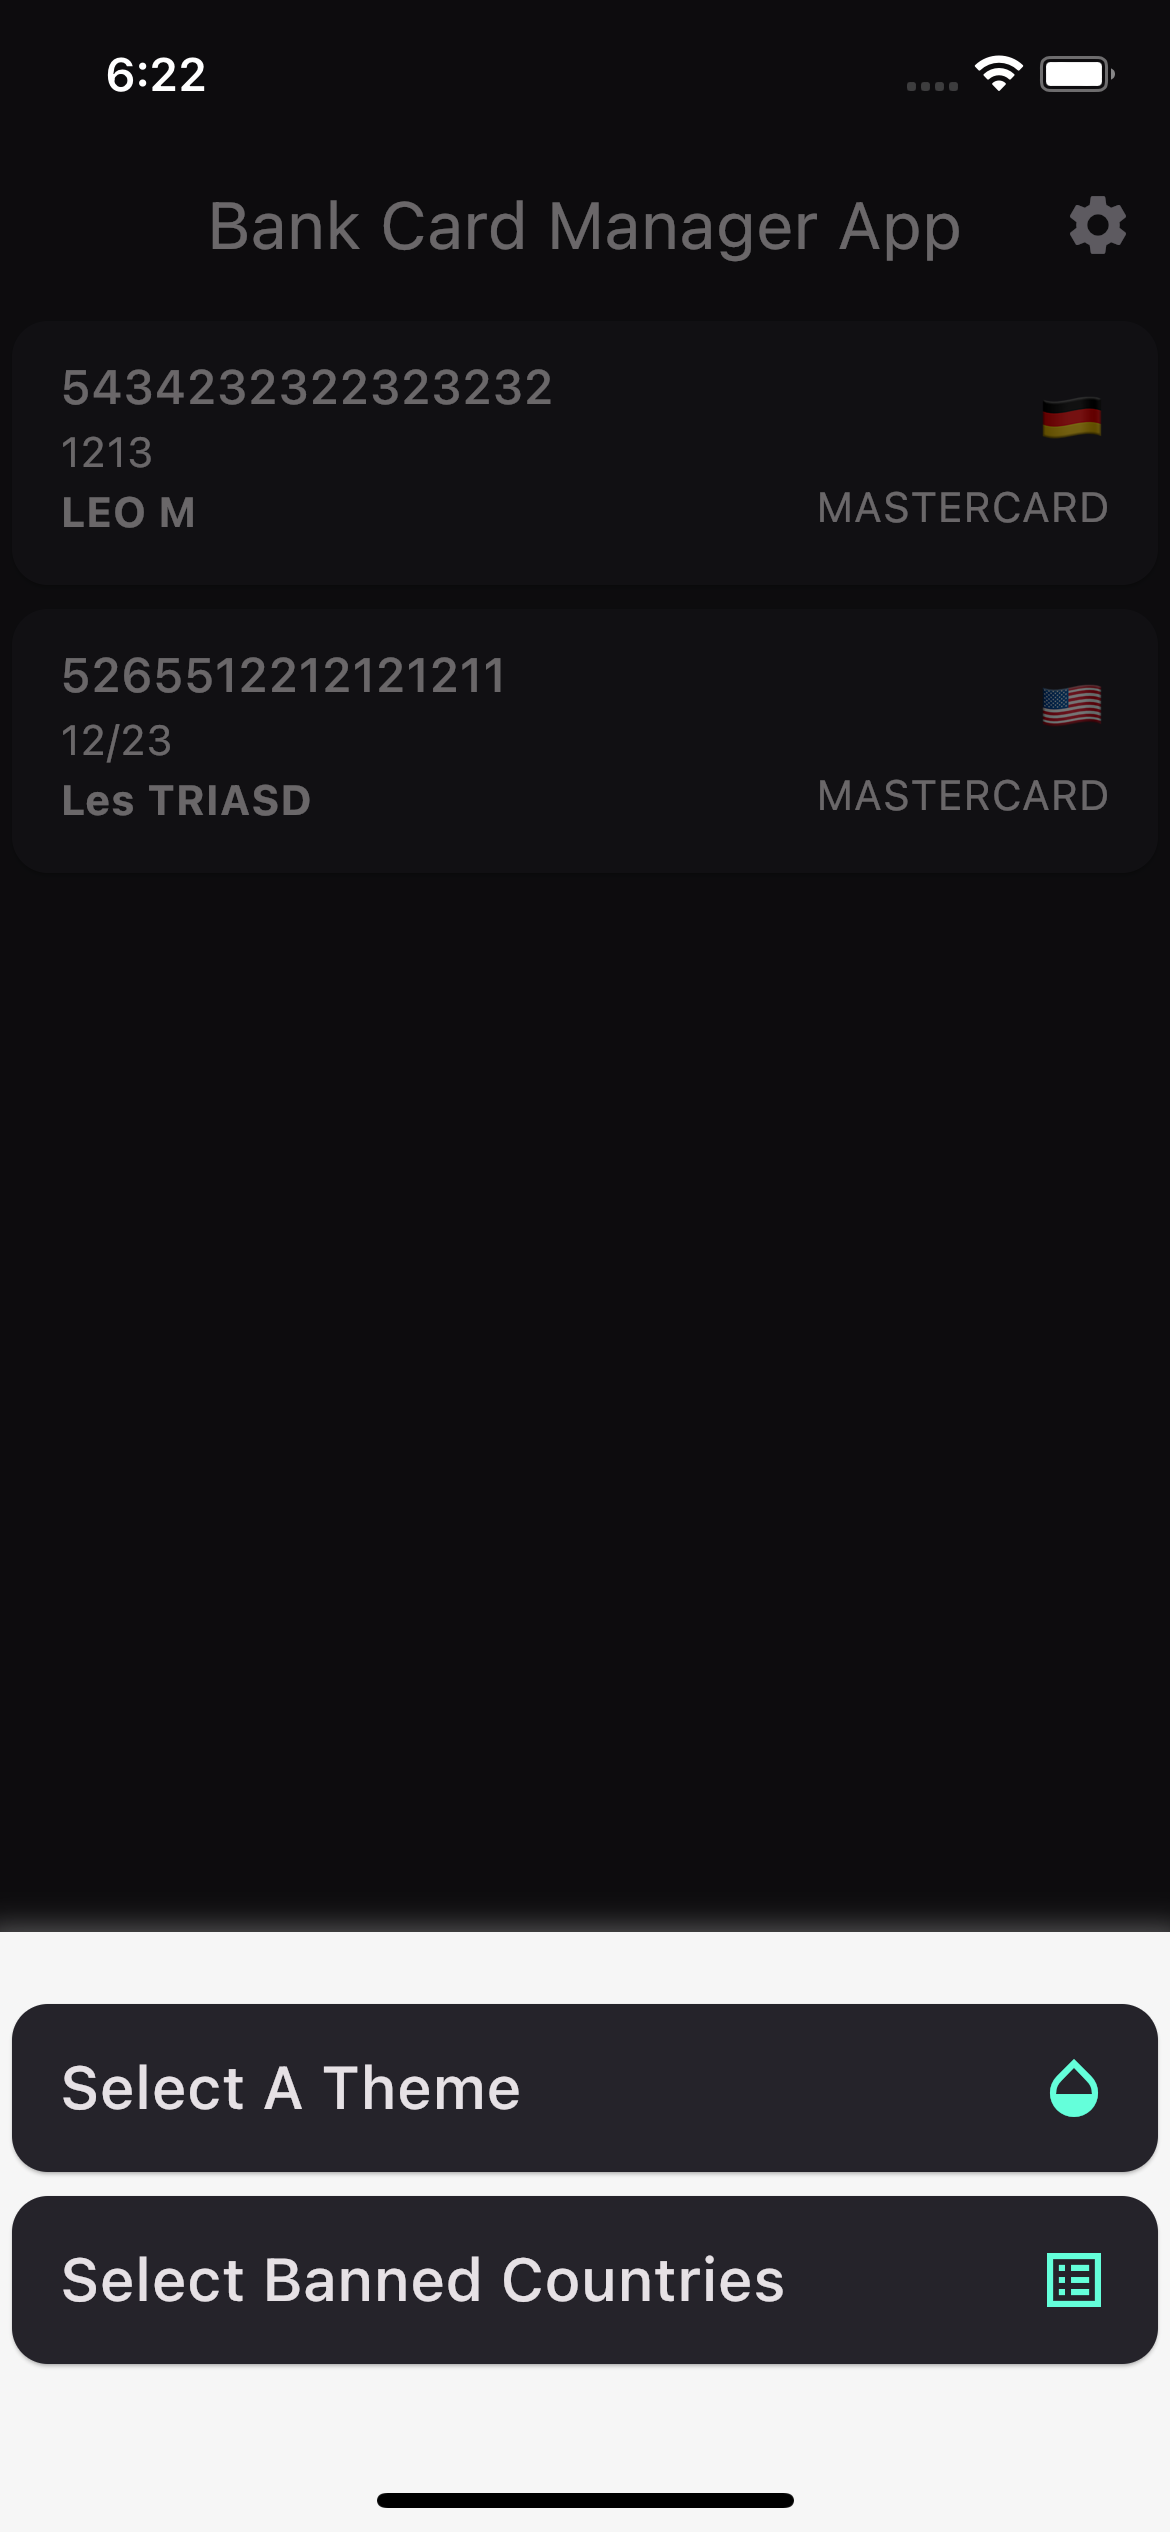 6:22
Bank Card Manager App
5434232322323232
1213
LEO M
MASTERCARD
5265512212121211
12/23
Les TRIASD
MASTERCARD
Select A Theme
Select Banned Countries